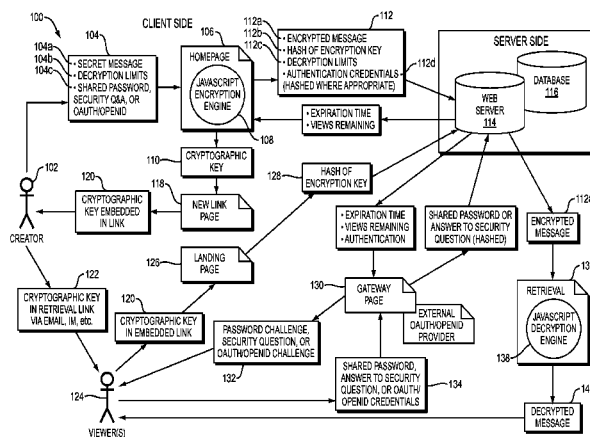 CLIENT SIDE
SERVER SIDE
100
104
104a
104b
104c
• SECRET MESSAGE
• DECRYPTION LIMITS
• SHARED PASSWORD,
SECURITY Q&A, OR
OAUTH/OPENID
106
HOMEPAGE
JAVASCRIPT
ENCRYPTION
ENGINE
108
112
112a
112b
112c
• ENCRYPTED MESSAGE
• HASH OF ENCRYPTION KEY
• DECRYPTION LIMITS
• AUTHENTICATION CREDENTIALS
(HASHED WHERE APPROPRIATE)
112d
DATABASE
116
WEB
SERVER
114
• EXPIRATION TIME
• VIEWS REMAINING
110
CRYPTOGRAPHIC
KEY
118
NEW LINK
PAGE
120
CRYPTOGRAPHIC
KEY EMBEDDED
IN LINK
102
CREATOR
128
HASH OF
ENCRYPTION KEY
126
LANDING
PAGE
• EXPIRATION TIME
• VIEWS REMAINING
• AUTHENTICATION
SHARED PASSWORD OR
ANSWER TO SECURITY
QUESTION (HASHED)
112a
ENCRYPTED
MESSAGE
122
CRYPTOGRAPHIC KEY
IN RETRIEVAL LINK
VIA EMAIL, IM, etc.
120
CRYPTOGRAPHIC KEY
IN EMBEDDED LINK
130
GATEWAY
PAGE
EXTERNAL
OAUTH/OPENID
PROVIDER
RETRIEVAL
JAVASCRIPT
DECRYPTION
ENGINE
138
PASSWORD CHALLENGE,
SECURITY QUESTION, OR
OAUTH/OPENID CHALLENGE
132
SHARED PASSWORD,
ANSWER TO SECURITY
QUESTION, OR OAUTH/
OPENID CREDENTIALS
134
DECRYPTED
MESSAGE
124
VIEWER(S)